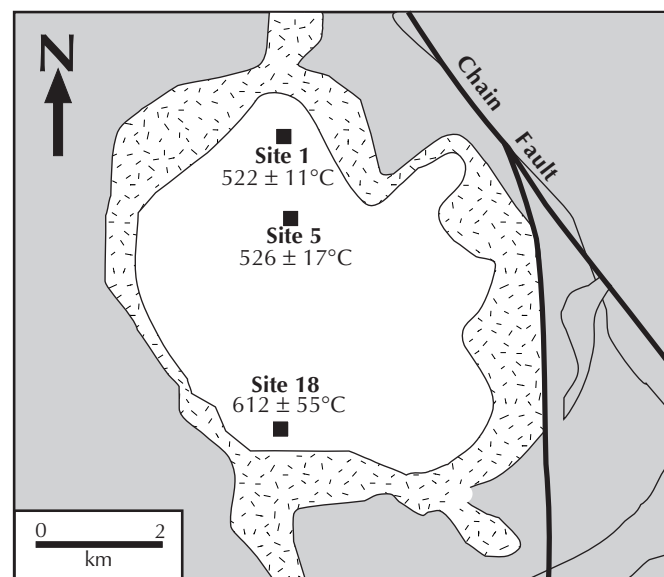 N
Chain
Fault
Site 1
522 ± 11°C
Site 5
526 ± 17°C
Site 18
612 ± 55°C
0 2
km